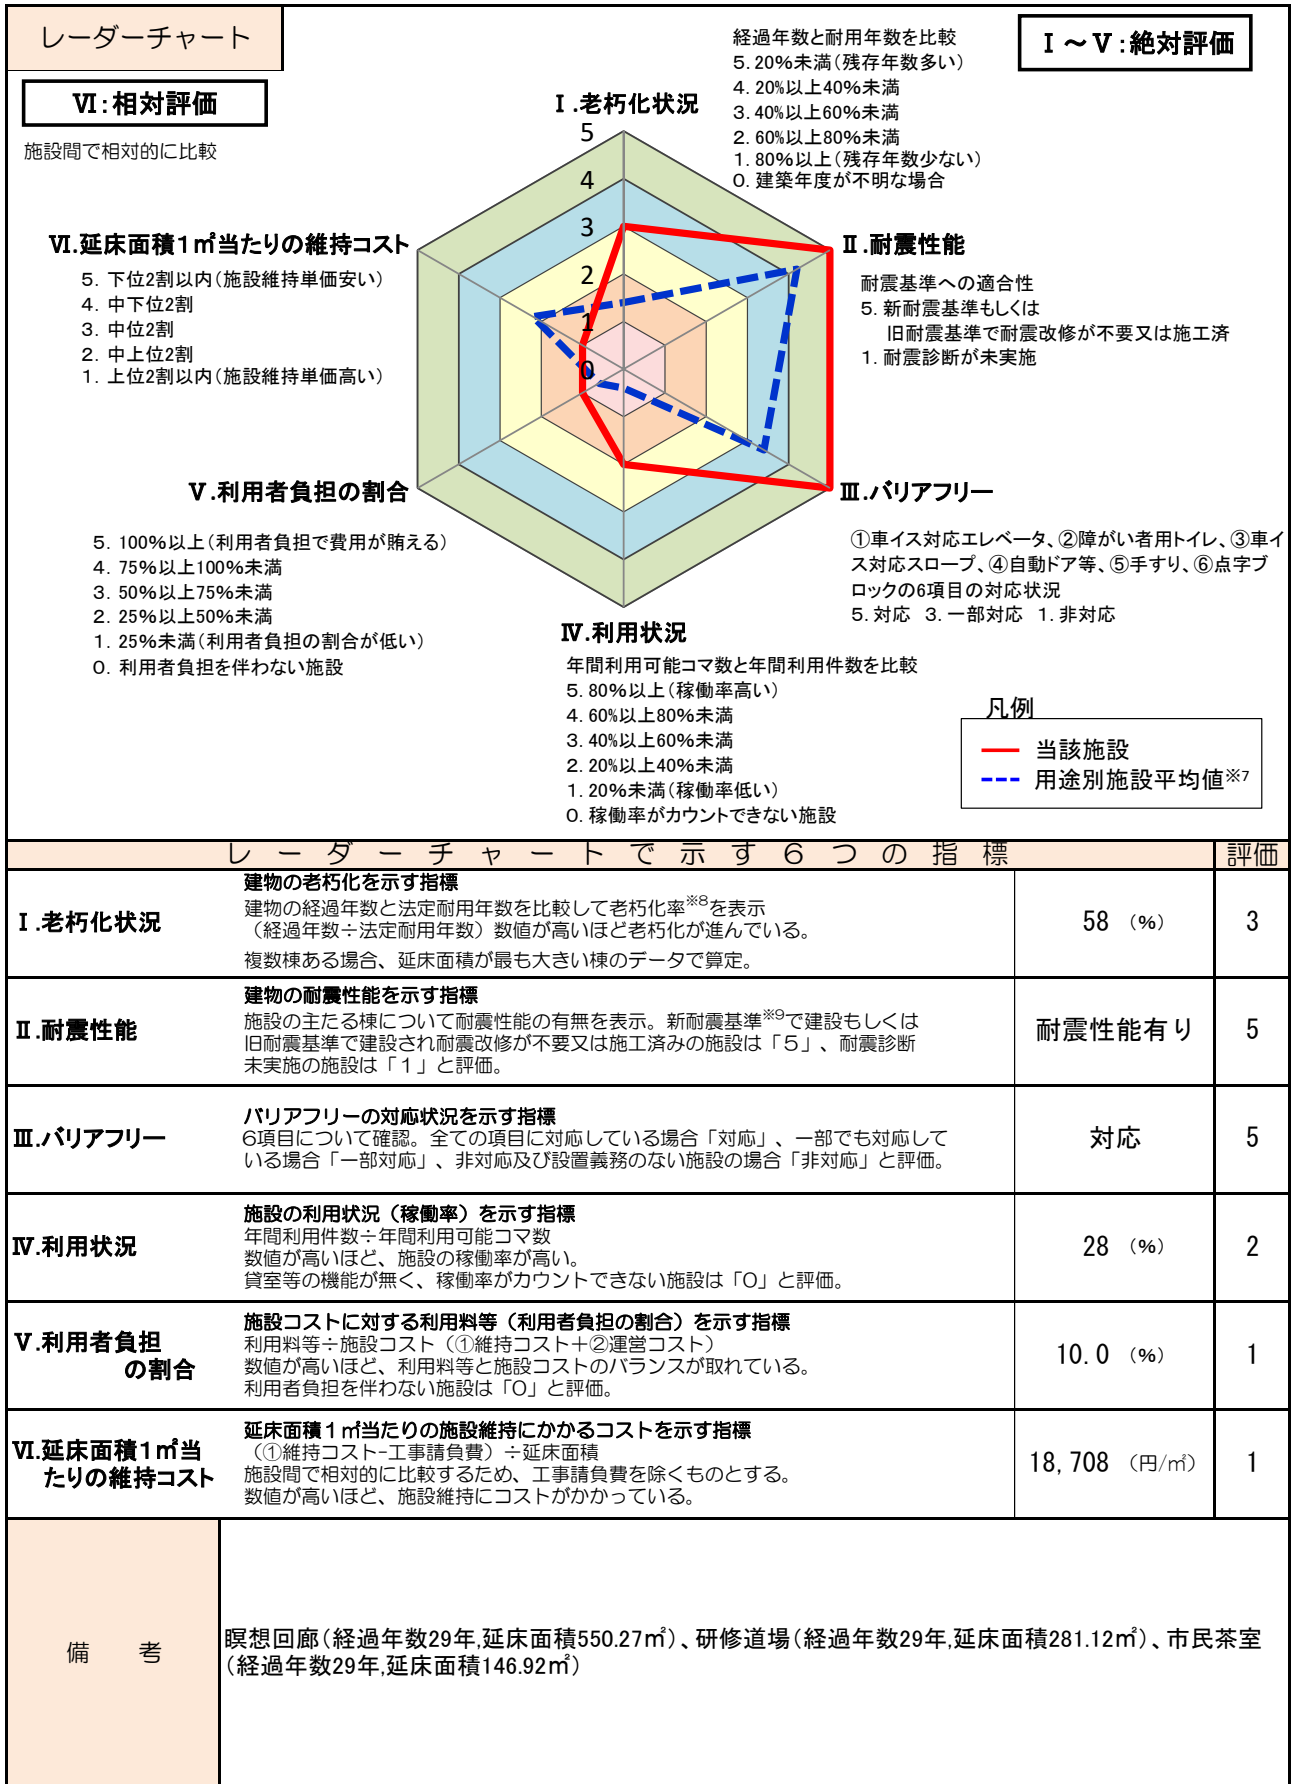 レーダーチャート
Ⅰ～Ⅴ:絶対評価
Ⅵ:相対評価
施設間で相対的に比較
Ⅰ.老朽化状況
経過年数と耐用年数を比較
5.20%未満(残存年数多い)
4.20%以上40%未満
3.40%以上60%未満
2.60%以上80%未満
1.80%以上(残存年数少ない)
0.建築年度が不明な場合
5
4
3
2
1
0
Ⅱ.耐震性能
耐震基準への適合性
5.新耐震基準もしくは
旧耐震基準で耐震改修が不要又は施工済
1.耐震診断が未実施
Ⅵ.延床面積1㎡当たりの維持コスト
5.下位2割以内(施設維持単価安い)
4.中下位2割
3.中位2割
2.中上位2割
1.上位2割以内(施設維持単価高い)
Ⅲ.バリアフリー
①車イス対応エレベータ、②障がい者用トイレ、③車イ
ス対応スロープ、④自動ドア等、⑤手すり、⑥点字ブ
ロックの6項目の対応状況
5.対応 3.一部対応 1.非対応
Ⅴ.利用者負担の割合
5.100%以上(利用者負担で費用が賄える)
4.75%以上100%未満
3.50%以上75%未満
2.25%以上50%未満
1.25%未満(利用者負担の割合が低い)
0.利用者負担を伴わない施設
Ⅳ.利用状況
年間利用可能コマ数と年間利用件数を比較
5.80%以上(稼働率高い)
4.60%以上80%未満
3.40%以上60%未満
2.20%以上40%未満
1.20%未満(稼働率低い)
0.稼働率がカウントできない施設
凡例
当該施設
用途別施設平均値※7
レーダーチャートで示す6つの指標 評価
Ⅰ.老朽化状況
建物の老朽化を示す指標
建物の経過年数と法定耐用年数を比較して老朽化率※8を表示
(経過年数÷法定耐用年数)数値が高いほど老朽化が進んでいる。
複数棟ある場合、延床面積が最も大きい棟のデータで算定。
58 (%) 3
Ⅱ.耐震性能
建物の耐震性能を示す指標
施設の主たる棟について耐震性能の有無を表示。新耐震基準※9で建設もしくは
旧耐震基準で建設され耐震改修が不要又は施工済みの施設は「5」、耐震診断
未実施の施設は「1」と評価。
耐震性能有り 5
Ⅲ.バリアフリー
バリアフリーの対応状況を示す指標
6項目について確認。全ての項目に対応している場合「対応」、一部でも対応して
いる場合「一部対応」、非対応及び設置義務のない施設の場合「非対応」と評価。
対応 5
Ⅳ.利用状況
施設の利用状況(稼働率)を示す指標
年間利用件数÷年間利用可能コマ数
数値が高いほど、施設の稼働率が高い。
貸室等の機能が無く、稼働率がカウントできない施設は「0」と評価。
28 (%) 2
Ⅴ.利用者負担
の割合
施設コストに対する利用料等(利用者負担の割合)を示す指標
利用料等÷施設コスト(①維持コスト+②運営コスト)
数値が高いほど、利用料等と施設コストのバランスが取れている。
利用者負担を伴わない施設は「0」と評価。
10.0 (%) 1
Ⅵ.延床面積1㎡当
たりの維持コスト
延床面積1㎡当たりの施設維持にかかるコストを示す指標
(①維持コスト-工事請負費)÷延床面積
施設間で相対的に比較するため、工事請負費を除くものとする。
数値が高いほど、施設維持にコストがかかっている。
18,708 (円/㎡) 1
備 考
瞑想回廊(経過年数29年,延床面積550.27㎡)、研修道場(経過年数29年,延床面積281.12㎡)、市民茶室
(経過年数29年,延床面積146.92㎡)